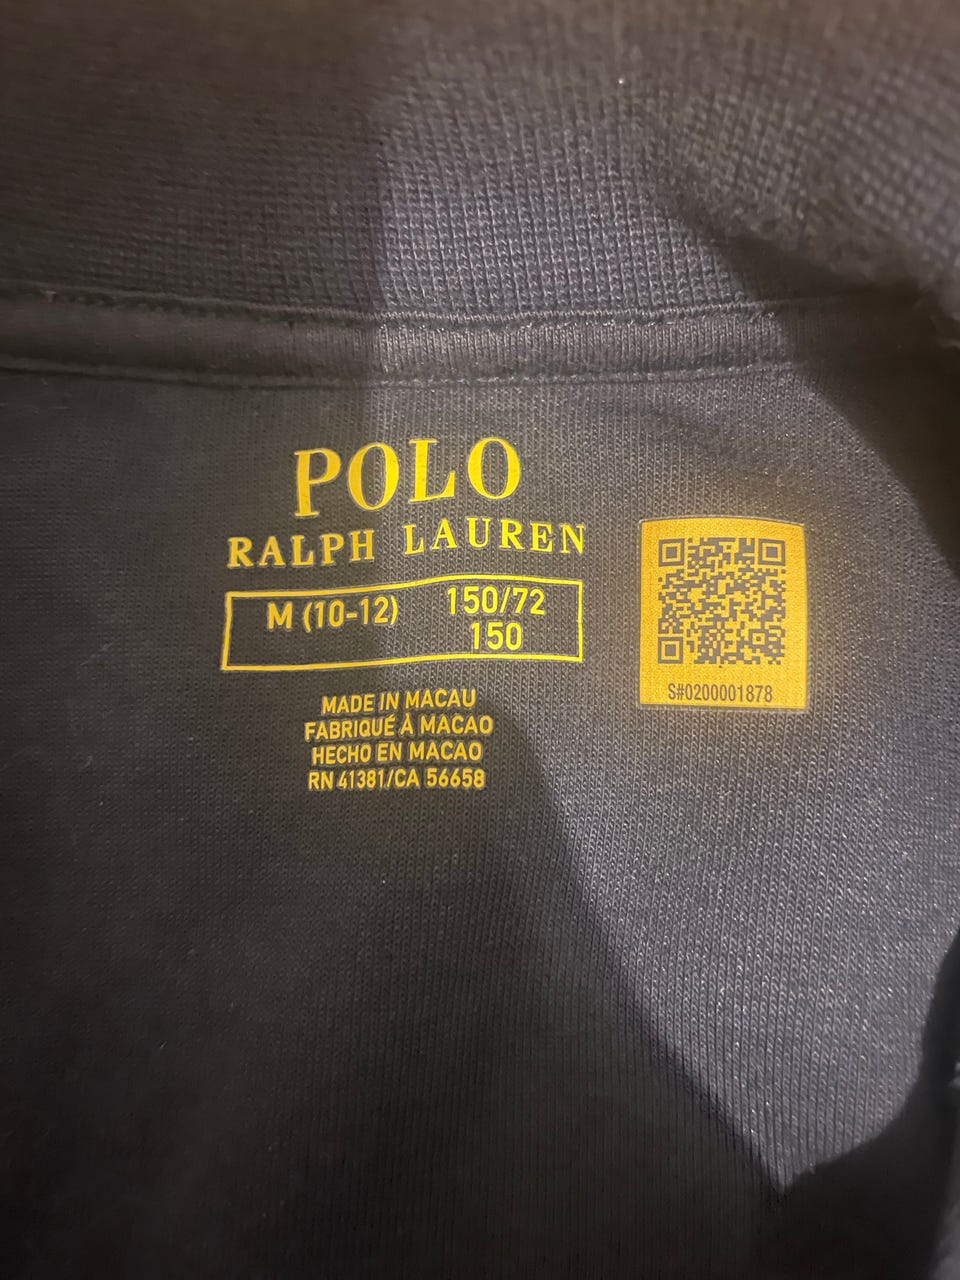 POLO
RALPH LAUREN
M (10-12) 150/72
150
MADE IN MACAU
FABRIQUÉ À MACAO
HECHO EN MACAO
RN 41381/CA 56658
S#0200001878